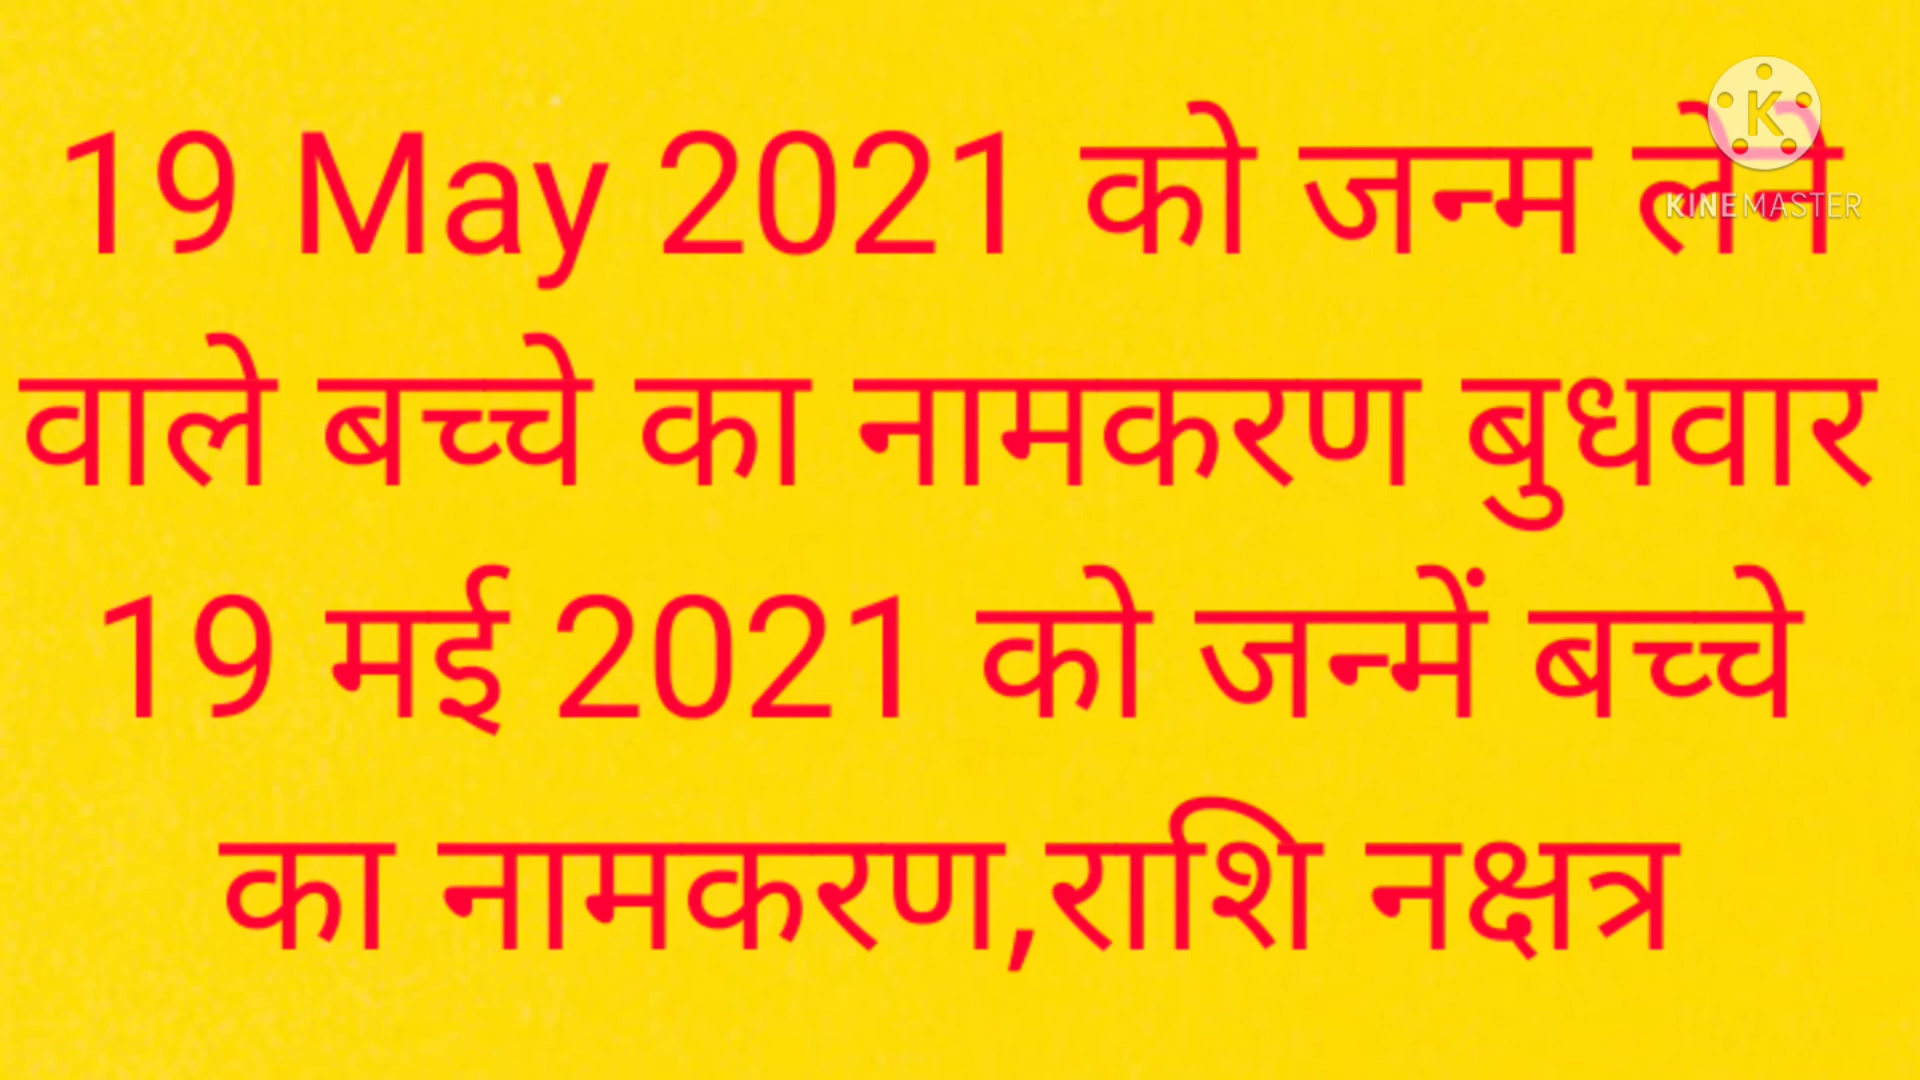 19 May 2021 को जन्म लेने
वाले बच्चे का नामकरण बुधवार
19 मई 2021 को जन्में बच्चे
का नामकरण,राशि नक्षत्र
K
KINEMASTER